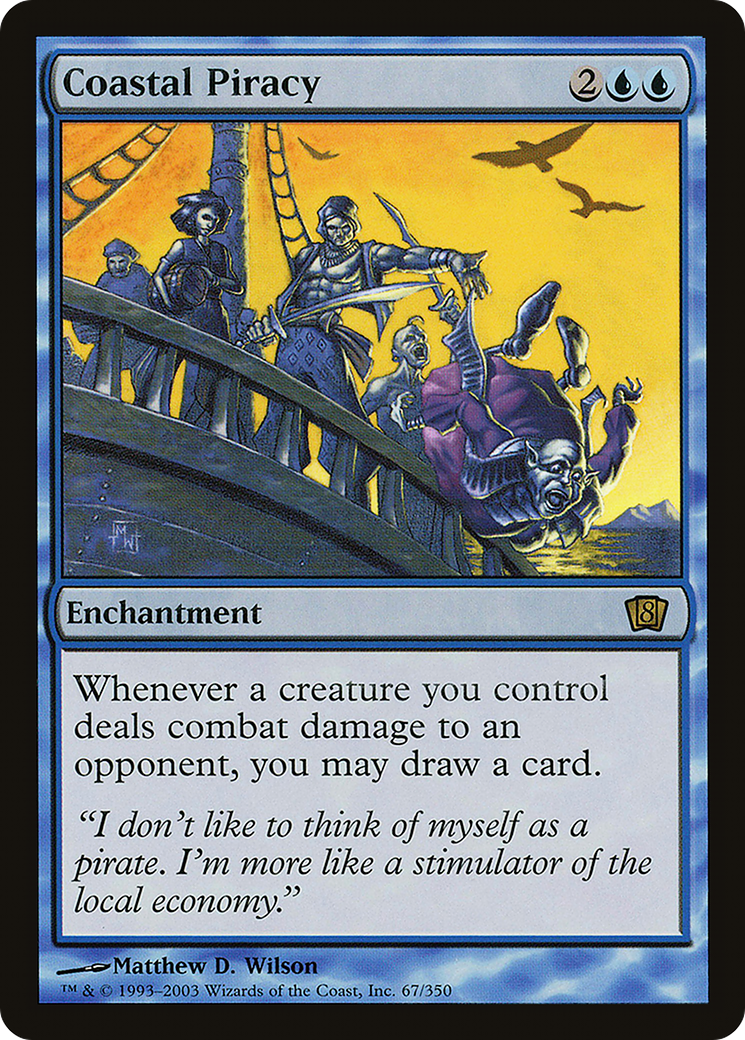 Coastal Piracy 2
Enchantment 8
Whenever a creature you control
deals combat damage to an
opponent, you may draw a card.
“I don’t like to think of myself as a
pirate. I’m more like a stimulator of the
local economy.”
Matthew D. Wilson
™ & © 1993–2003 Wizards of the Coast, Inc. 67/350